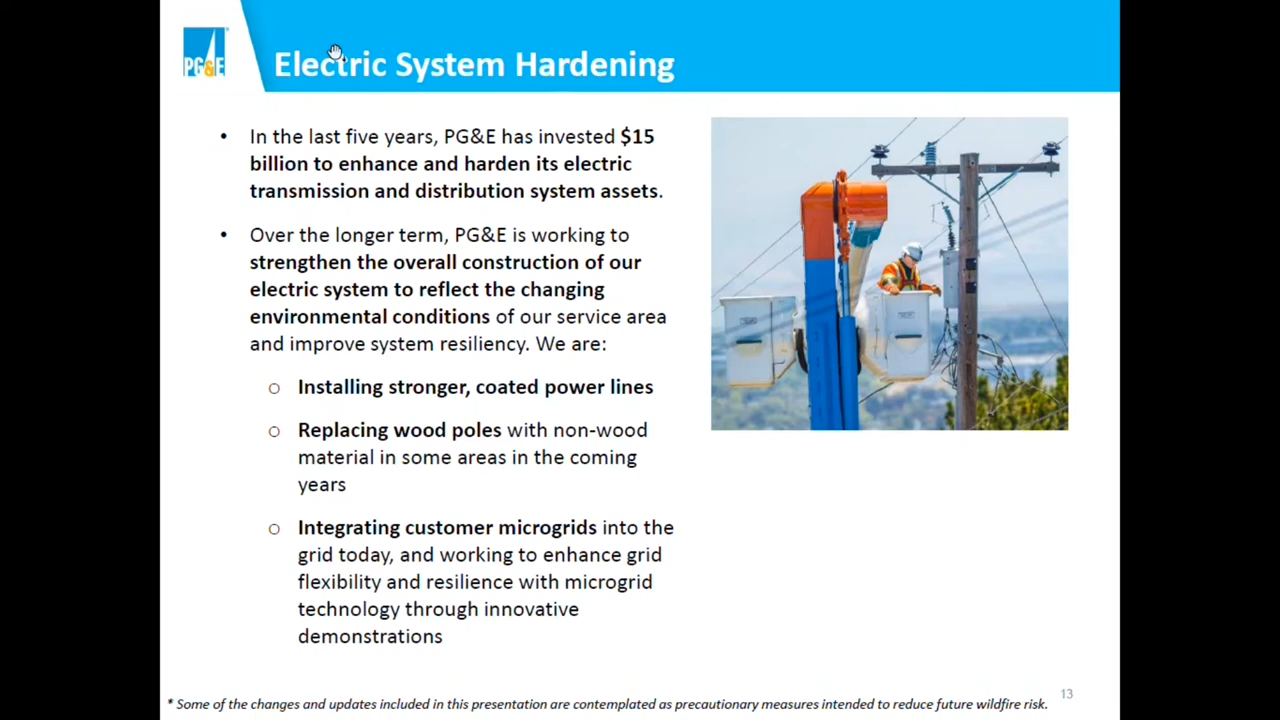 PG&E
Electric System Hardening
• In the last five years, PG&E has invested $15
billion to enhance and harden its electric
transmission and distribution system assets.
• Over the longer term, PG&E is working to
strengthen the overall construction of our
electric system to reflect the changing
environmental conditions of our service area
and improve system resiliency. We are:
o Installing stronger, coated power lines
o Replacing wood poles with non-wood
material in some areas in the coming
years
o Integrating customer microgrids into the
grid today, and working to enhance grid
flexibility and resilience with microgrid
technology through innovative
demonstrations
13
* Some of the changes and updates included in this presentation are contemplated as precautionary measures intended to reduce future wildfire risk.